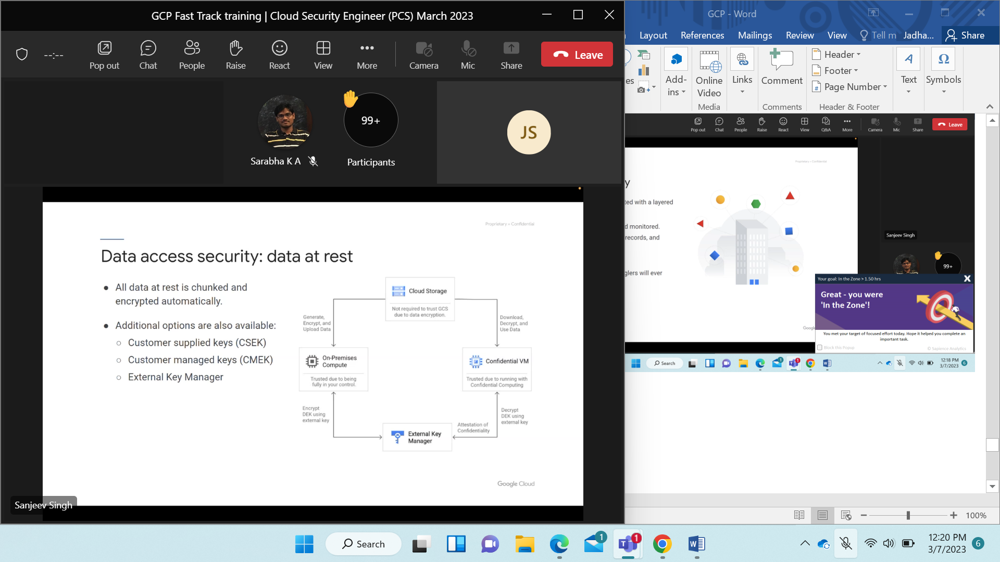 GCP Fast Track training | Cloud Security Engineer (PCS) March 2023
--:--
Pop out
Chat
People
Raise
React
View
More
Camera
Mic
Share
Leave
99+
Sarabha K A
Participants
JS
Proprietary + Confidential
Data access security: data at rest
● All data at rest is chunked and
encrypted automatically.
● Additional options are also available:
○ Customer supplied keys (CSEK)
○ Customer managed keys (CMEK)
○ External Key Manager
Cloud Storage
Not required to trust GCS
due to data encryption.
Generate,
Encrypt, and
Upload Data
Download,
Decrypt, and
Use Data
On-Premises
Compute
Trusted due to being
fully in your control.
Confidential VM
Trusted due to running with
Confidential Computing
Encrypt
DEK using
external key
Decrypt
DEK using
external key
Attestation of
Confidentiality
External Key
Manager
Google Cloud
Sanjeev Singh
GCP - Word
Layout References Mailings Review View Tell m Jadha... Share
es
Add-
ins
Online
Video
Media
Links
Comment
Comments
Header
Footer
Page Number
Header & Footer
Text
Symbols
Pop out Chat People Raise React View Q&A More Camera Mic Share Leave
Proprietary + Confidential
y
ted with a layered
d monitored.
records, and
glers will ever
Googl
Sanjeev Singh
99+
Your goal: In the Zone > 1.50 hrs
X
Great - you were
'In the Zone'!
You met your target of focused effort today. Hope it helped you complete an
important task.
Block this Popup
© Sapience Analytics
Search
1
1
12:18 PM
3/7/2023
6
100%
Search
1
1
12:20 PM
3/7/2023
6